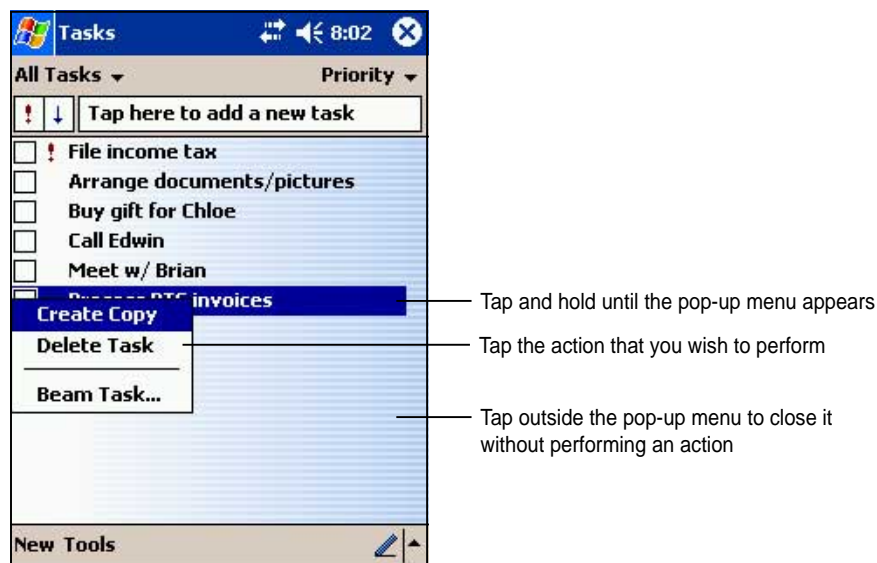 Tasks 8:02
All Tasks Priority
! ↓ Tap here to add a new task
! File income tax
Arrange documents/pictures
Buy gift for Chloe
Call Edwin
Meet w/ Brian
invoices
Create Copy
Delete Task
Beam Task...
New Tools
Tap and hold until the pop-up menu appears
Tap the action that you wish to perform
Tap outside the pop-up menu to close it
without performing an action